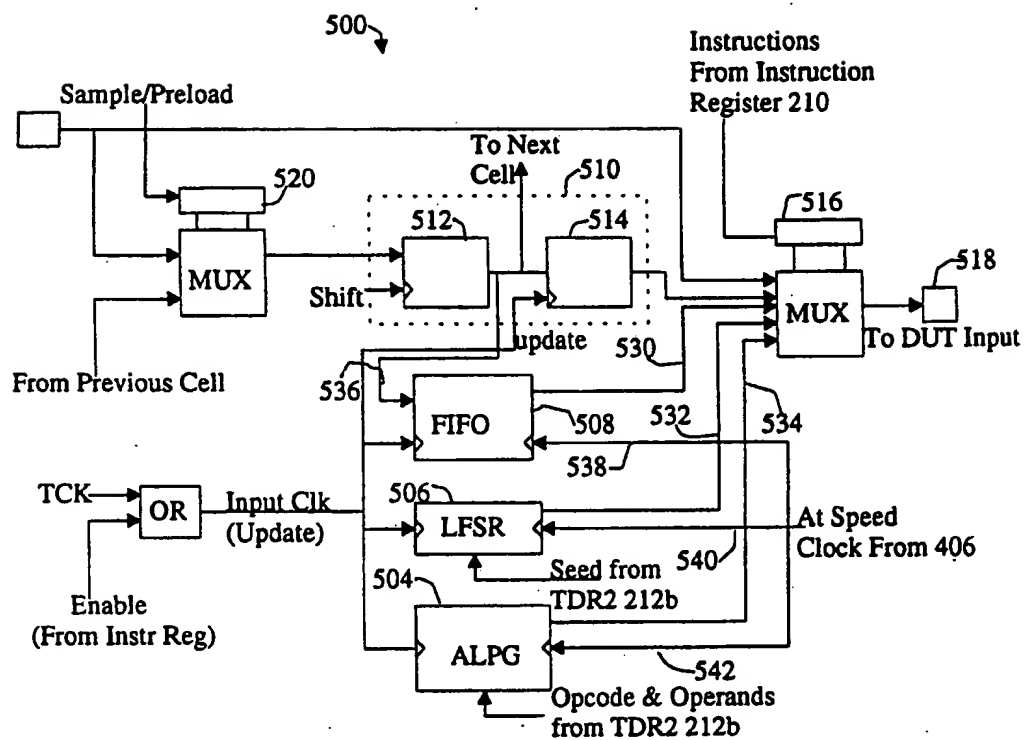 500
Instructions
From Instruction
Register 210
Sample/Preload
To Next
Cell
510
520
512
514
516
518
MUX
Shift
MUX
To DUT Input
update
530
From Previous Cell
536
FIFO
508
532
534
538
TCK
OR
Input Clk
(Update)
506
LFSR
At Speed
Clock From 406
540
504
Seed from
TDR2 212b
Enable
(From Instr Reg)
ALPG
542
Opcode & Operands
from TDR2 212b